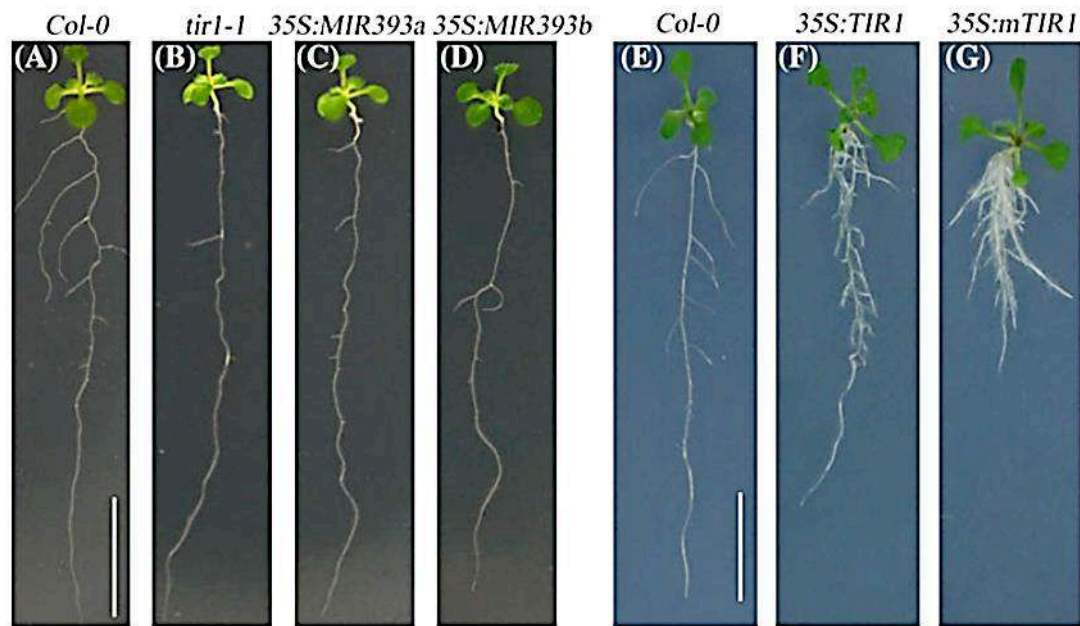 Col-0 tir1-1 35S:MIR393a 35S:MIR393b Col-0 35S:TIR1 35S:mTIR1
(A) (B) (C) (D) (E) (F) (G)